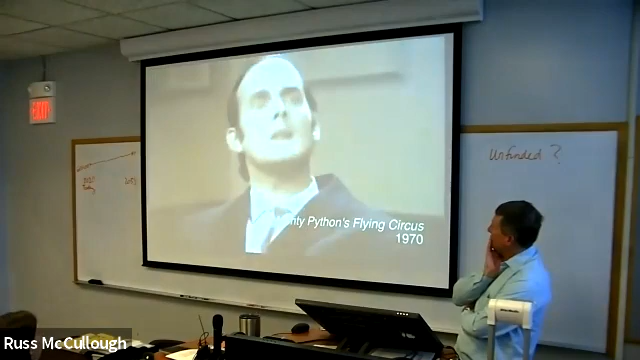 EXIT
Unfunded ?
nty Python's Flying Circus
1970
Russ McCullough